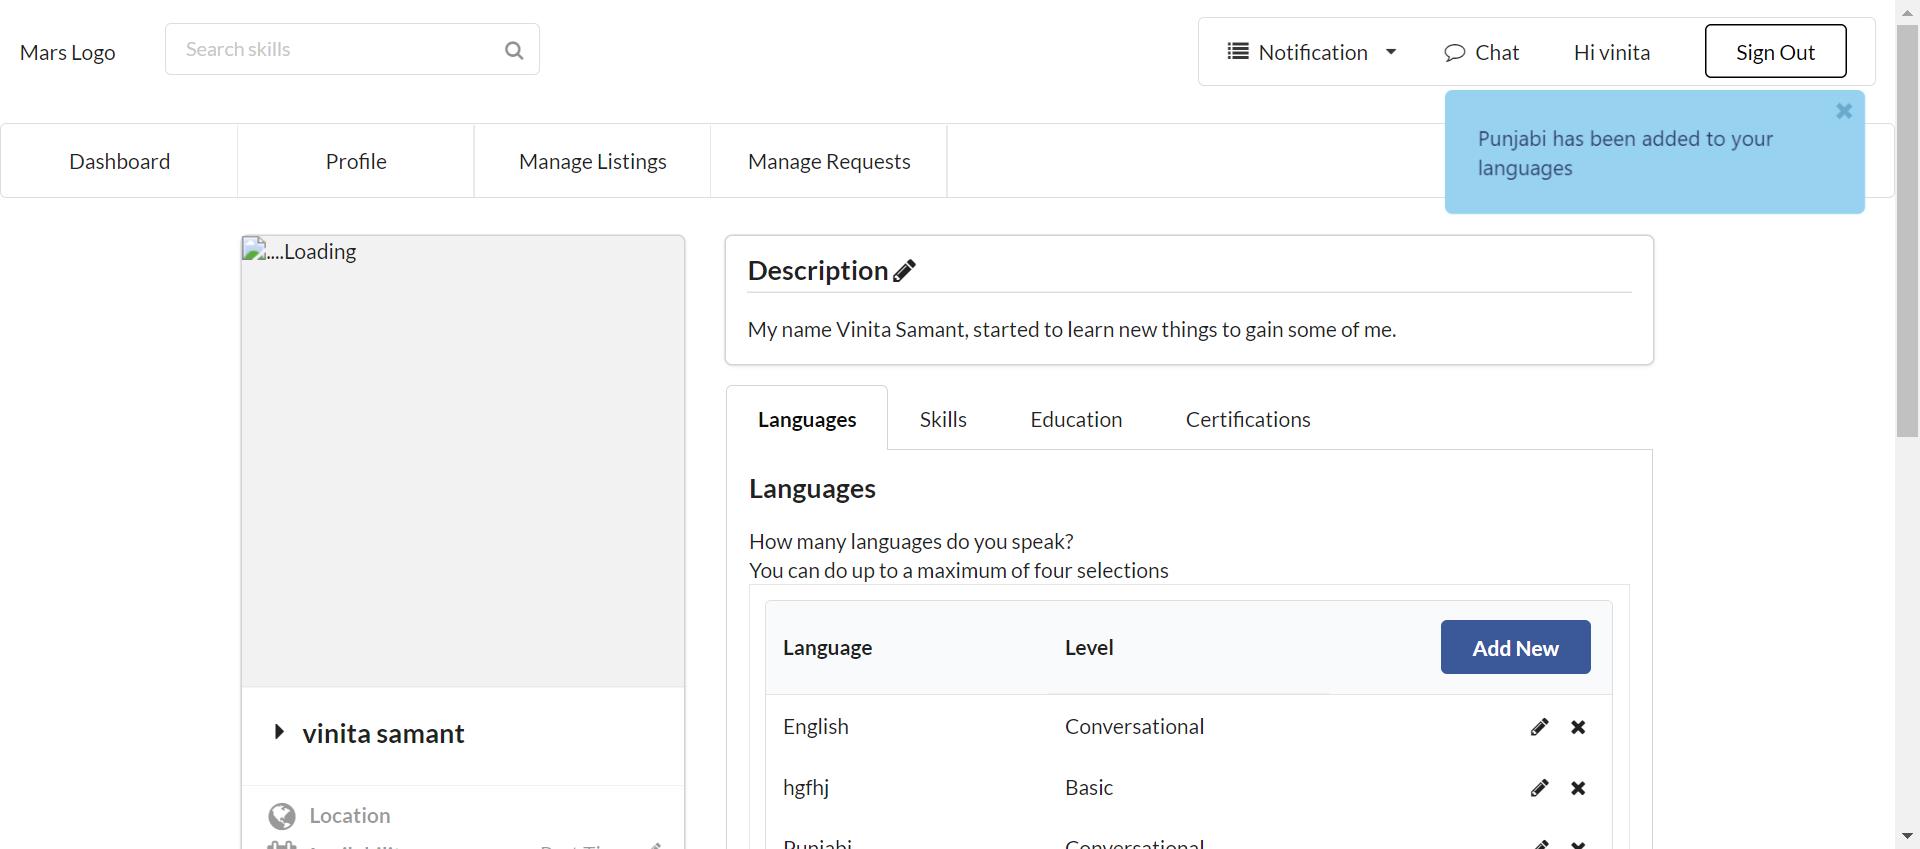 Mars Logo
Search skills
Notification
Chat
Hi vinita
Sign Out
Punjabi has been added to your
languages
Dashboard
Profile
Manage Listings
Manage Requests
....Loading
vinita samant
Location
Description
My name Vinita Samant, started to learn new things to gain some of me.
Languages
Skills
Education
Certifications
Languages
How many languages do you speak?
You can do up to a maximum of four selections
Language
Level
Add New
English
Conversational
hgfhj
Basic
Punjabi
Conversational